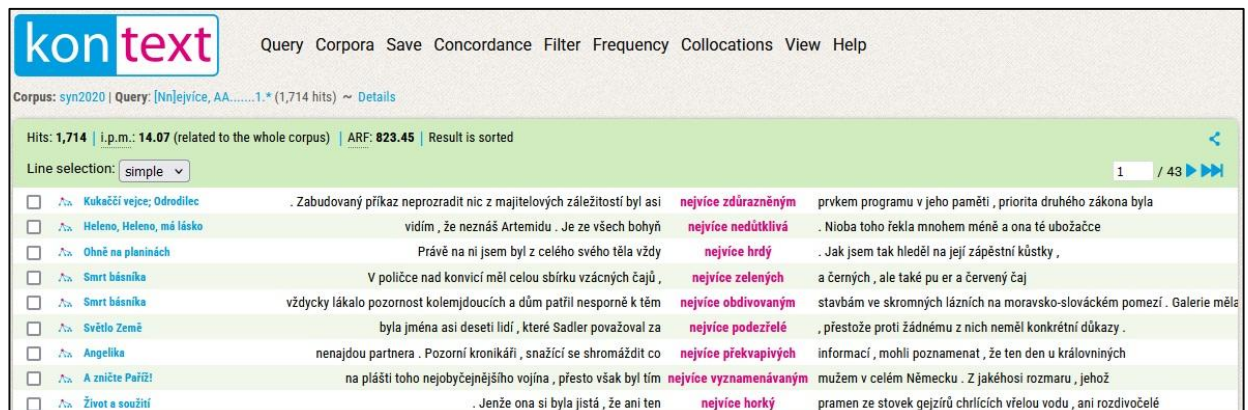 kontext
Query Corpora Save Concordance Filter Frequency Collocations View Help
Corpus: syn2020 | Query: [Nn]ejvíce, AA.......1.* (1,714 hits) ~ Details
Hits: 1,714 | i.p.m.: 14.07 (related to the whole corpus) | ARF: 823.45 | Result is sorted
Line selection: simple 1 / 43
Kukaččí vejce; Odrodilec . Zabudovaný příkaz neprozradit nic z majitelových záležitostí byl asi nejvíce zdůrazněným prvkem programu v jeho paměti , priorita druhého zákona byla
Heleno, Heleno, má lásko vidím , že neznáš Artemidu . Je ze všech bohyň nejvíce nedůtklivá . Nioba toho řekla mnohem méně a ona té ubožačce
Ohně na planinách Právě na ni jsem byl z celého svého těla vždy nejvíce hrdý . Jak jsem tak hleděl na její zápěstní kůstky ,
Smrt básníka V poličce nad konvicí měl celou sbírku vzácných čajů , nejvíce zelených a černých , ale také pu er a červený čaj
Smrt básníka vždycky lákalo pozornost kolemjdoucích a dům patřil nesporně k těm nejvíce obdivovaným stavbám ve skromných lázních na moravsko-slováckém pomezí . Galerie měla
Světlo Země byla jména asi deseti lidí , které Sadler považoval za nejvíce podezřelé , přestože proti žádnému z nich neměl konkrétní důkazy .
Angelika nenajdou partnera . Pozorní kronikáři , snažící se shromáždit co nejvíce překvapivých informací , mohli poznamenat , že ten den u královniných
A zničte Paříž! na plášti toho nejobyčejnějšího vojína , přesto však byl tím nejvíce vyznamenávaným mužem v celém Německu . Z jakéhosi rozmaru , jehož
Život a soužití . Jenže ona si byla jistá , že ani ten nejvíce horký pramen ze stovek gejzírů chrlících vřelou vodu , ani rozdivočelé